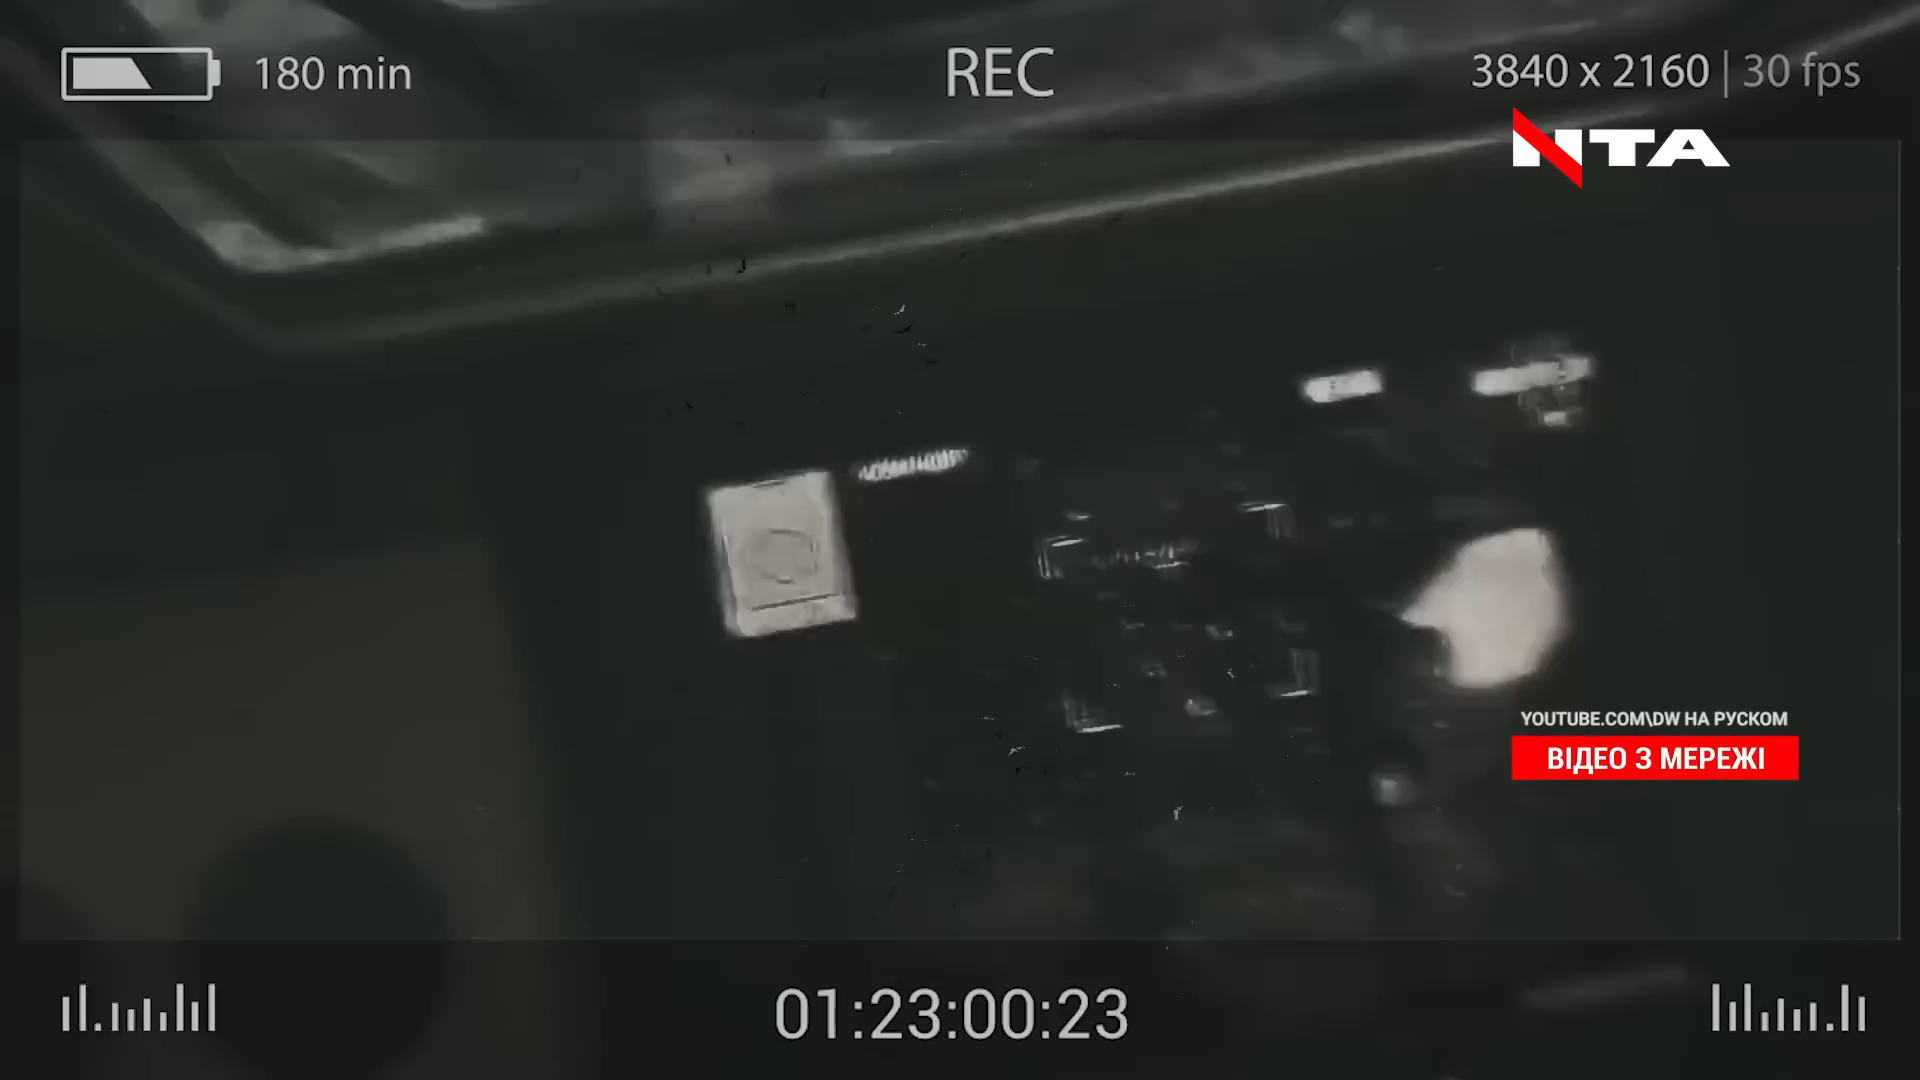 180 min
REC
3840 x 2160 | 30 fps
NTA
YOUTUBE.COM\DW НА РУСКОМ
ВІДЕО З МЕРЕЖІ
01:23:00:23